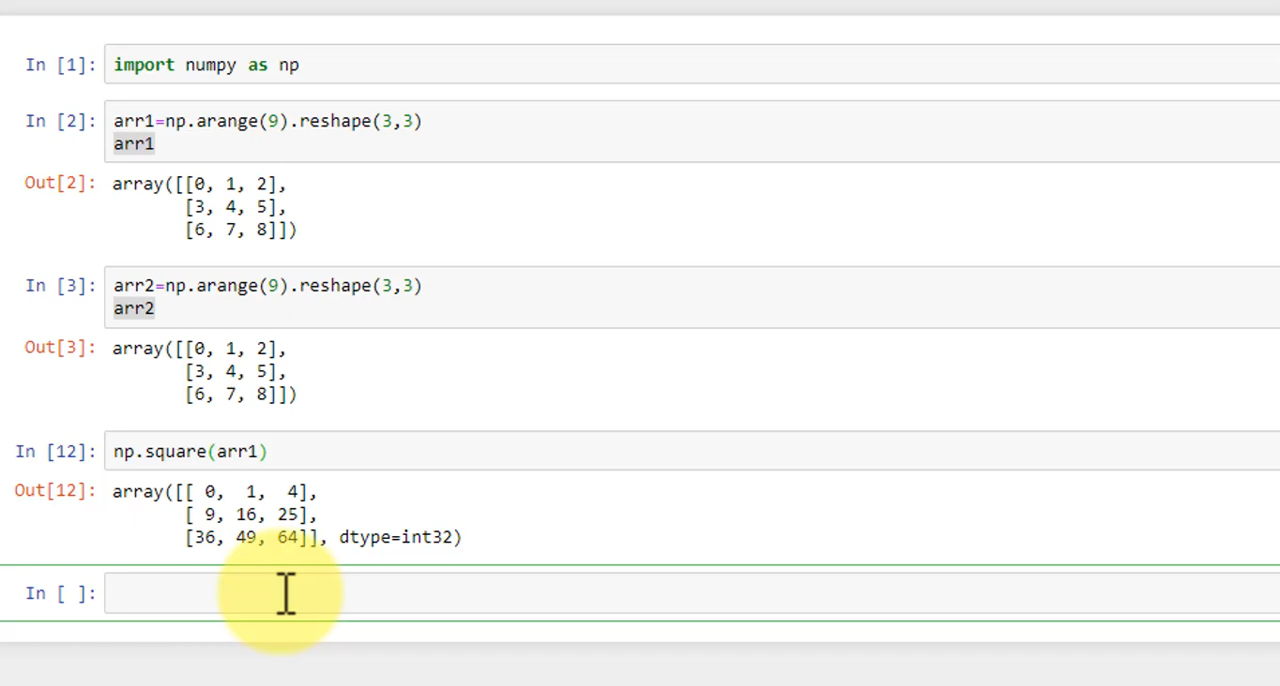 In [1]: import numpy as np
In [2]: arr1=np.arange(9).reshape(3,3)
arr1
Out[2]: array([[0, 1, 2],
[3, 4, 5],
[6, 7, 8]])
In [3]: arr2=np.arange(9).reshape(3,3)
arr2
Out[3]: array([[0, 1, 2],
[3, 4, 5],
[6, 7, 8]])
In [12]: np.square(arr1)
Out[12]: array([[ 0, 1, 4],
[ 9, 16, 25],
[36, 49, 64]], dtype=int32)
In [ ]: